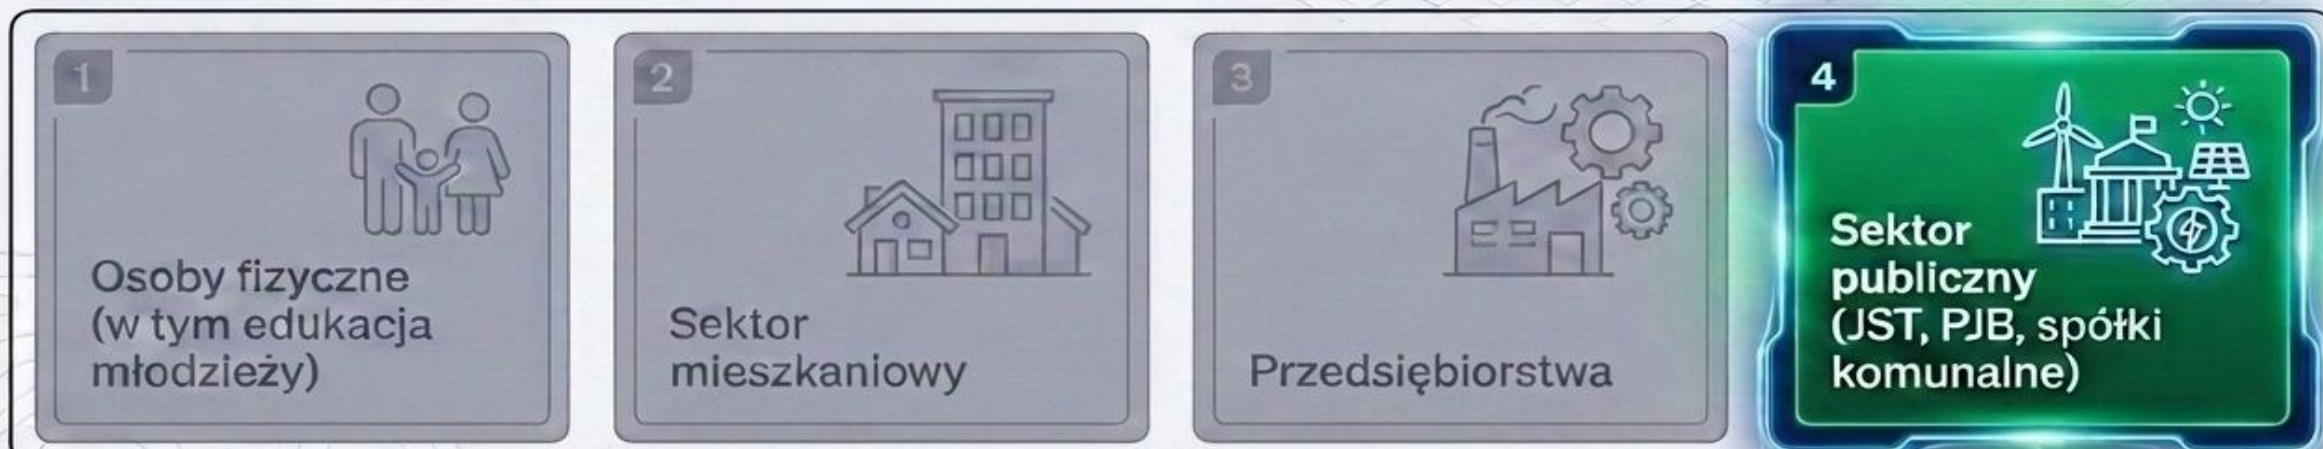 1
Osoby fizyczne
(w tym edukacja
młodzieży)
2
Sektor
mieszkaniowy
3
Przedsiębiorstwa
4
Sektor
publiczny
(JST, PJB, spółki
komunalne)